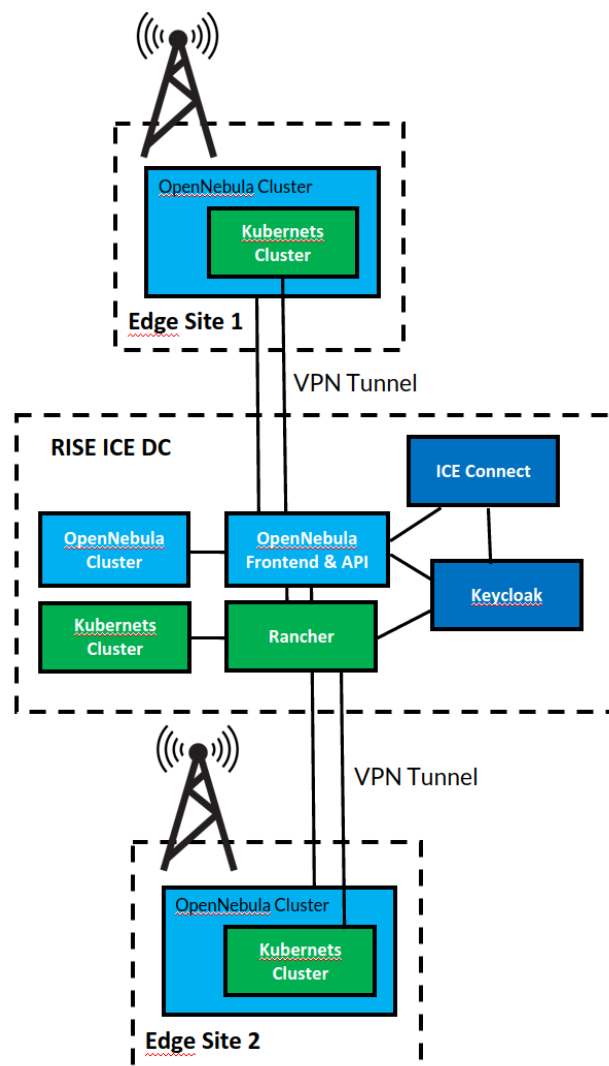 OpenNebula Cluster
Kubernets
Cluster
Edge Site 1
VPN Tunnel
RISE ICE DC
ICE Connect
OpenNebula
Cluster
OpenNebula
Frontend & API
Keycloak
Kubernets
Cluster
Rancher
VPN Tunnel
OpenNebula Cluster
Kubernets
Cluster
Edge Site 2